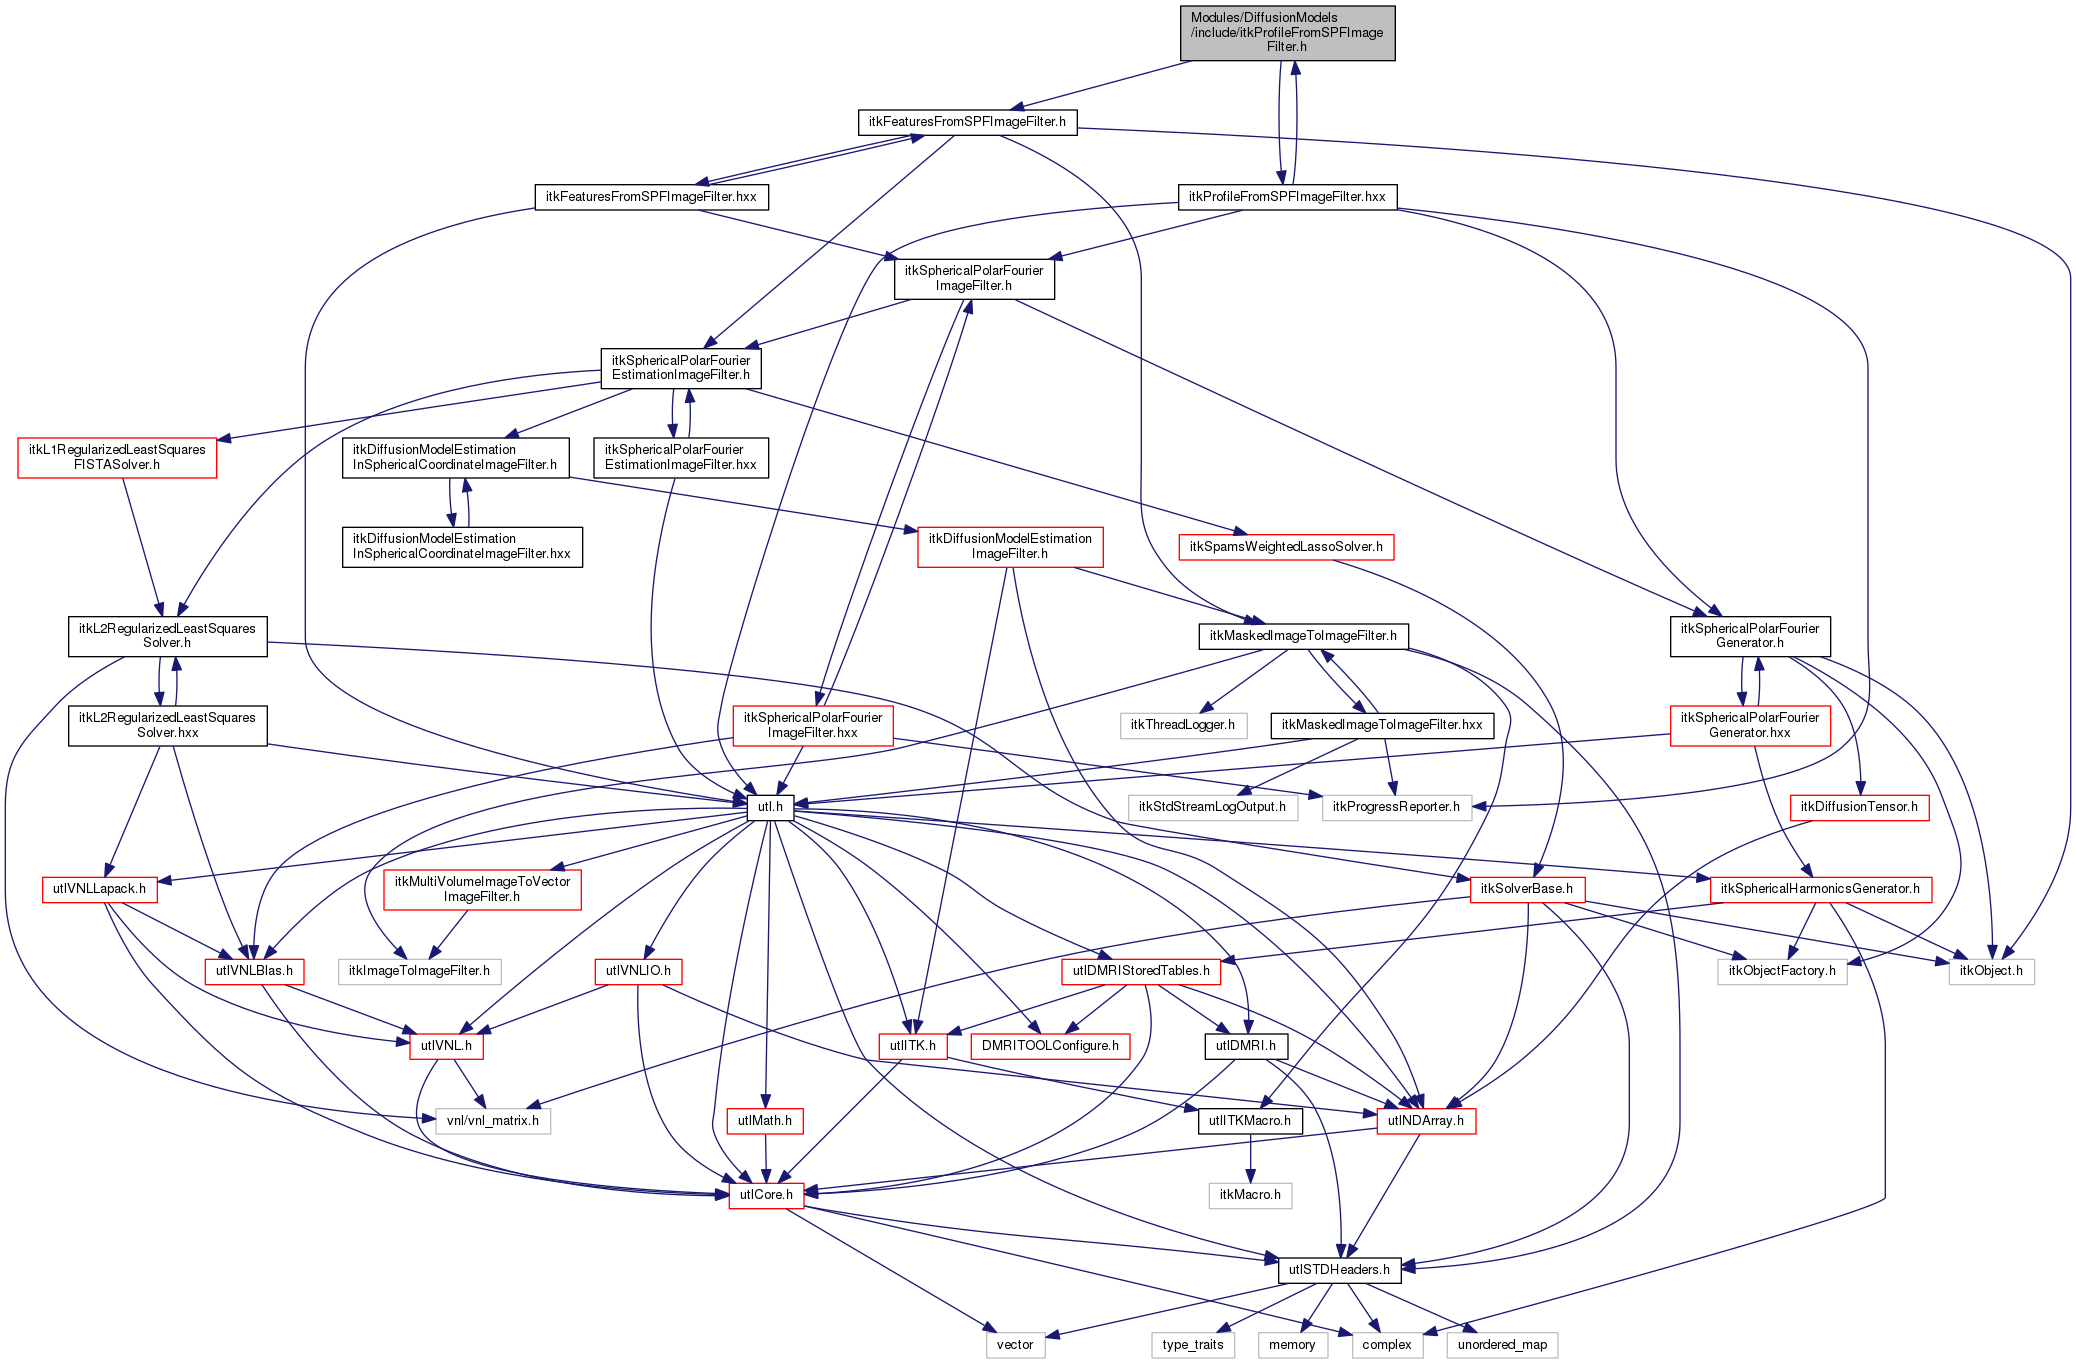 Modules/DiffusionModels
/include/itkProfileFromSPFImage
Filter.h
itkFeaturesFromSPFImageFilter.h
itkFeaturesFromSPFImageFilter.hxx
itkProfileFromSPFImageFilter.hxx
itkSphericalPolarFourier
ImageFilter.h
itkSphericalPolarFourier
EstimationImageFilter.h
itkL1RegularizedLeastSquares
FISTASolver.h
itkDiffusionModelEstimation
InSphericalCoordinateImageFilter.h
itkSphericalPolarFourier
EstimationImageFilter.hxx
itkDiffusionModelEstimation
InSphericalCoordinateImageFilter.hxx
itkDiffusionModelEstimation
ImageFilter.h
itkSpamsWeightedLassoSolver.h
itkL2RegularizedLeastSquares
Solver.h
itkMaskedImageToImageFilter.h
itkSphericalPolarFourier
Generator.h
itkL2RegularizedLeastSquares
Solver.hxx
itkSphericalPolarFourier
ImageFilter.hxx
itkThreadLogger.h
itkMaskedImageToImageFilter.hxx
itkSphericalPolarFourier
Generator.hxx
utl.h
itkStdStreamLogOutput.h
itkProgressReporter.h
itkDiffusionTensor.h
utlVNLLapack.h
itkMultiVolumeImageToVector
ImageFilter.h
itkSolverBase.h
itkSphericalHarmonicsGenerator.h
utlVNLBlas.h
itkImageToImageFilter.h
utlVNLIO.h
utlDMRIStoredTables.h
itkObjectFactory.h
itkObject.h
utlVNL.h
utlITK.h
DMRITOOLConfigure.h
utlDMRI.h
vnl/vnl_matrix.h
utlMath.h
utlITKMacro.h
utlNDArray.h
utlCore.h
itkMacro.h
utlSTDHeaders.h
vector
type_traits
memory
complex
unordered_map